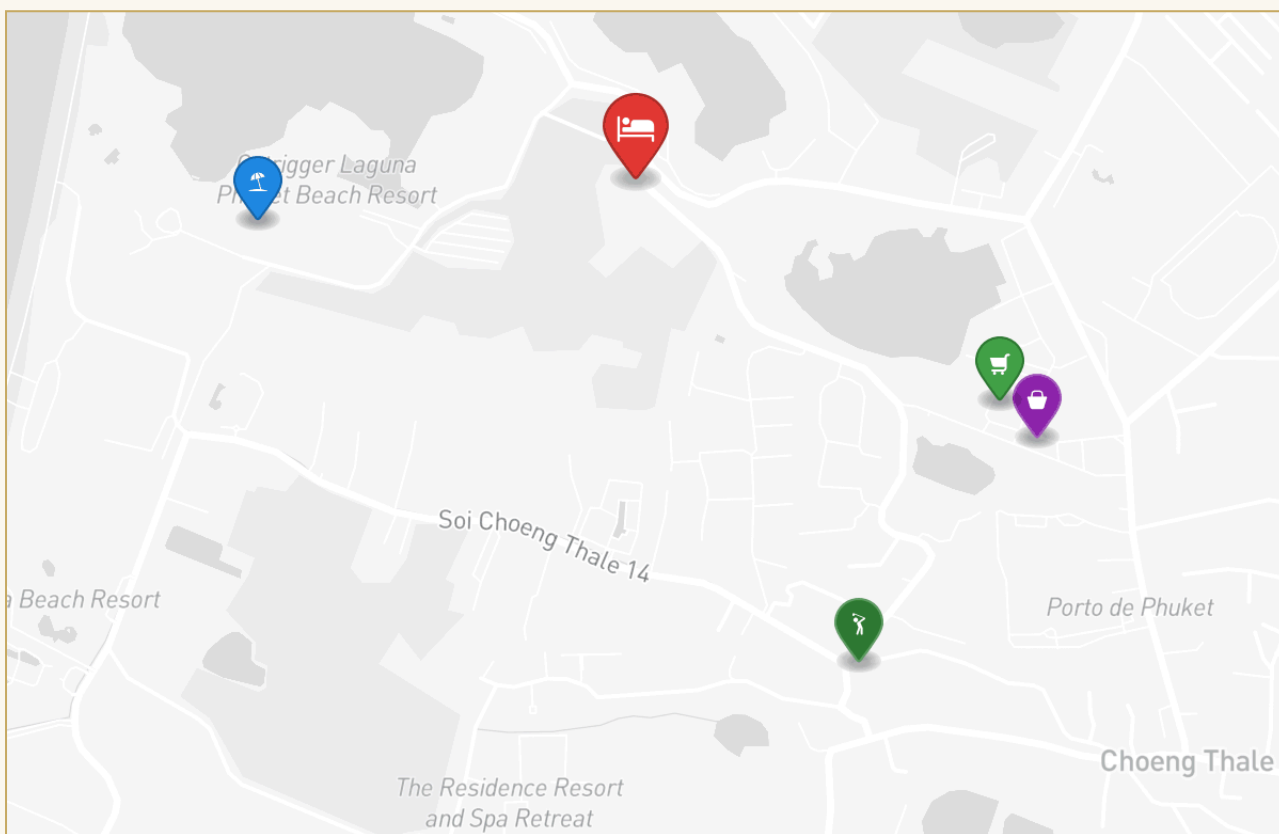 Laguna
Beach Resort
Soi Choeng Thale 14
a Beach Resort
Porto de Phuket
Choeng Thale
The Residence Resort
and Spa Retreat